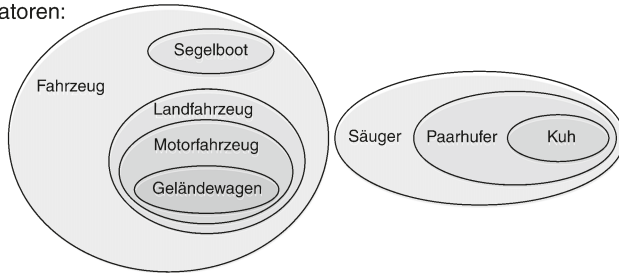 atoren:
Segelboot
Fahrzeug
Landfahrzeug
Motorfahrzeug
Geländewagen
Säuger Paarhufer Kuh